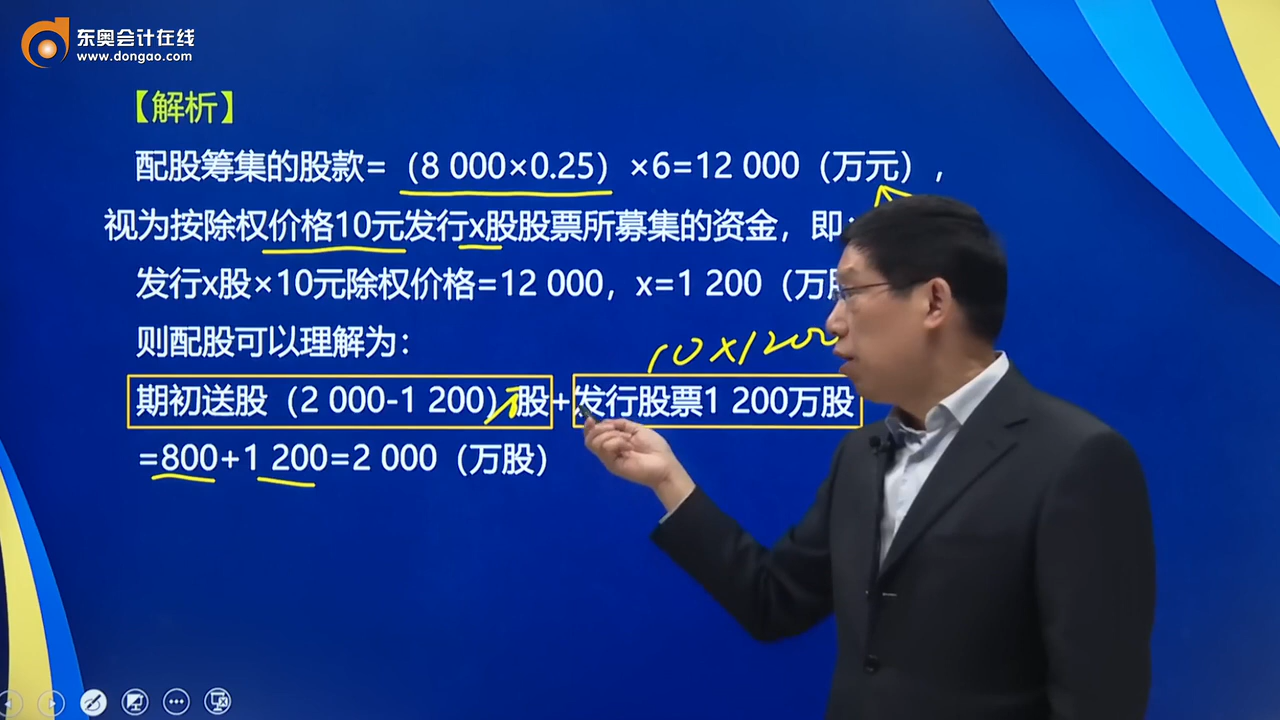 东奥会计在线
www.dongao.com
【解析】
配股筹集的股款=（8 000×0.25）×6=12 000（万元），
视为按除权价格10元发行x股股票所募集的资金，即：
发行x股×10元除权价格=12 000，x=1 200（万
则配股可以理解为：
10×1200
期初送股（2 000-1 200）股+发行股票1 200万股
=800+1 200=2 000（万股）